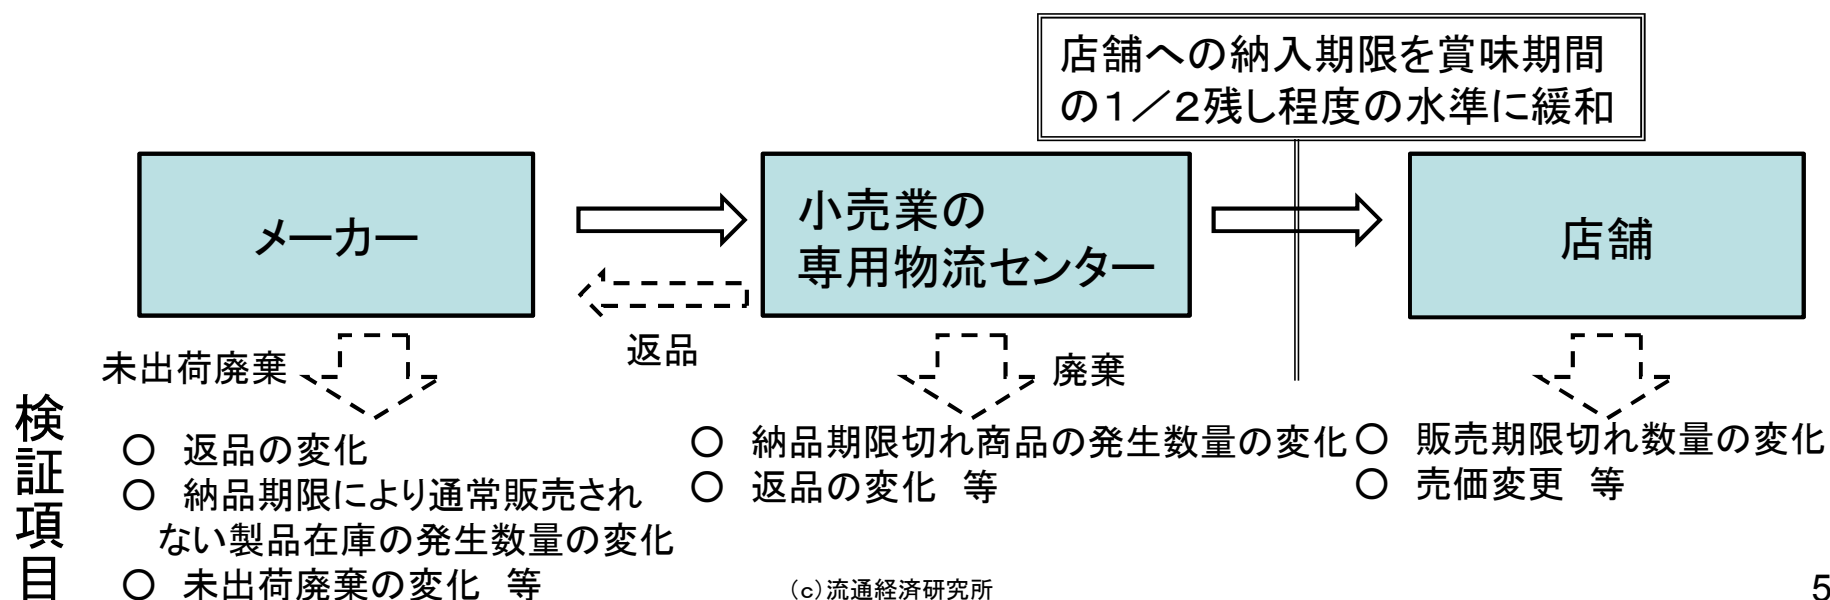 店舗への納入期限を賞味期間
の1／2残し程度の水準に緩和
メーカー
小売業の
専用物流センター
店舗
返品
未出荷廃棄
廃棄
検証項目
○ 返品の変化
○ 納品期限により通常販売され
ない製品在庫の発生数量の変化
○ 未出荷廃棄の変化 等
○ 納品期限切れ商品の発生数量の変化
○ 返品の変化 等
○ 販売期限切れ数量の変化
○ 売価変更 等
(c)流通経済研究所
5